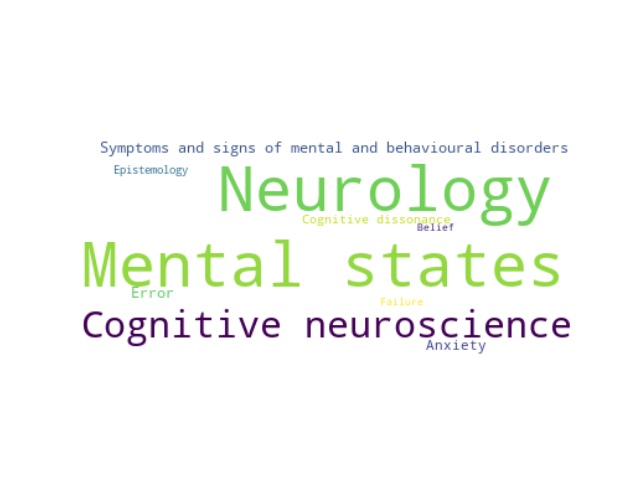 Symptoms and signs of mental and behavioural disorders
Epistemology
Neurology
Cognitive dissonance
Belief
Mental states
Error
Failure
Cognitive neuroscience
Anxiety